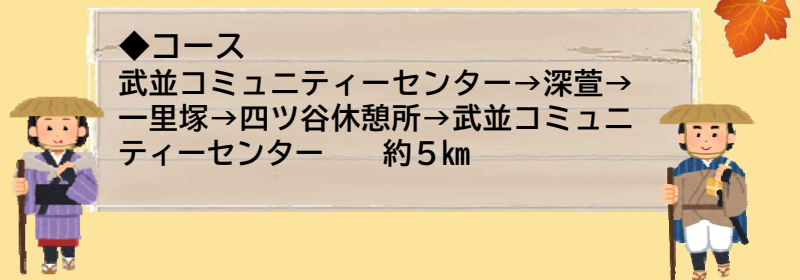 ◆コース
武並コミュニティーセンター→深萱→
一里塚→四ツ谷休憩所→武並コミュニ
ティーセンター　　約５㎞